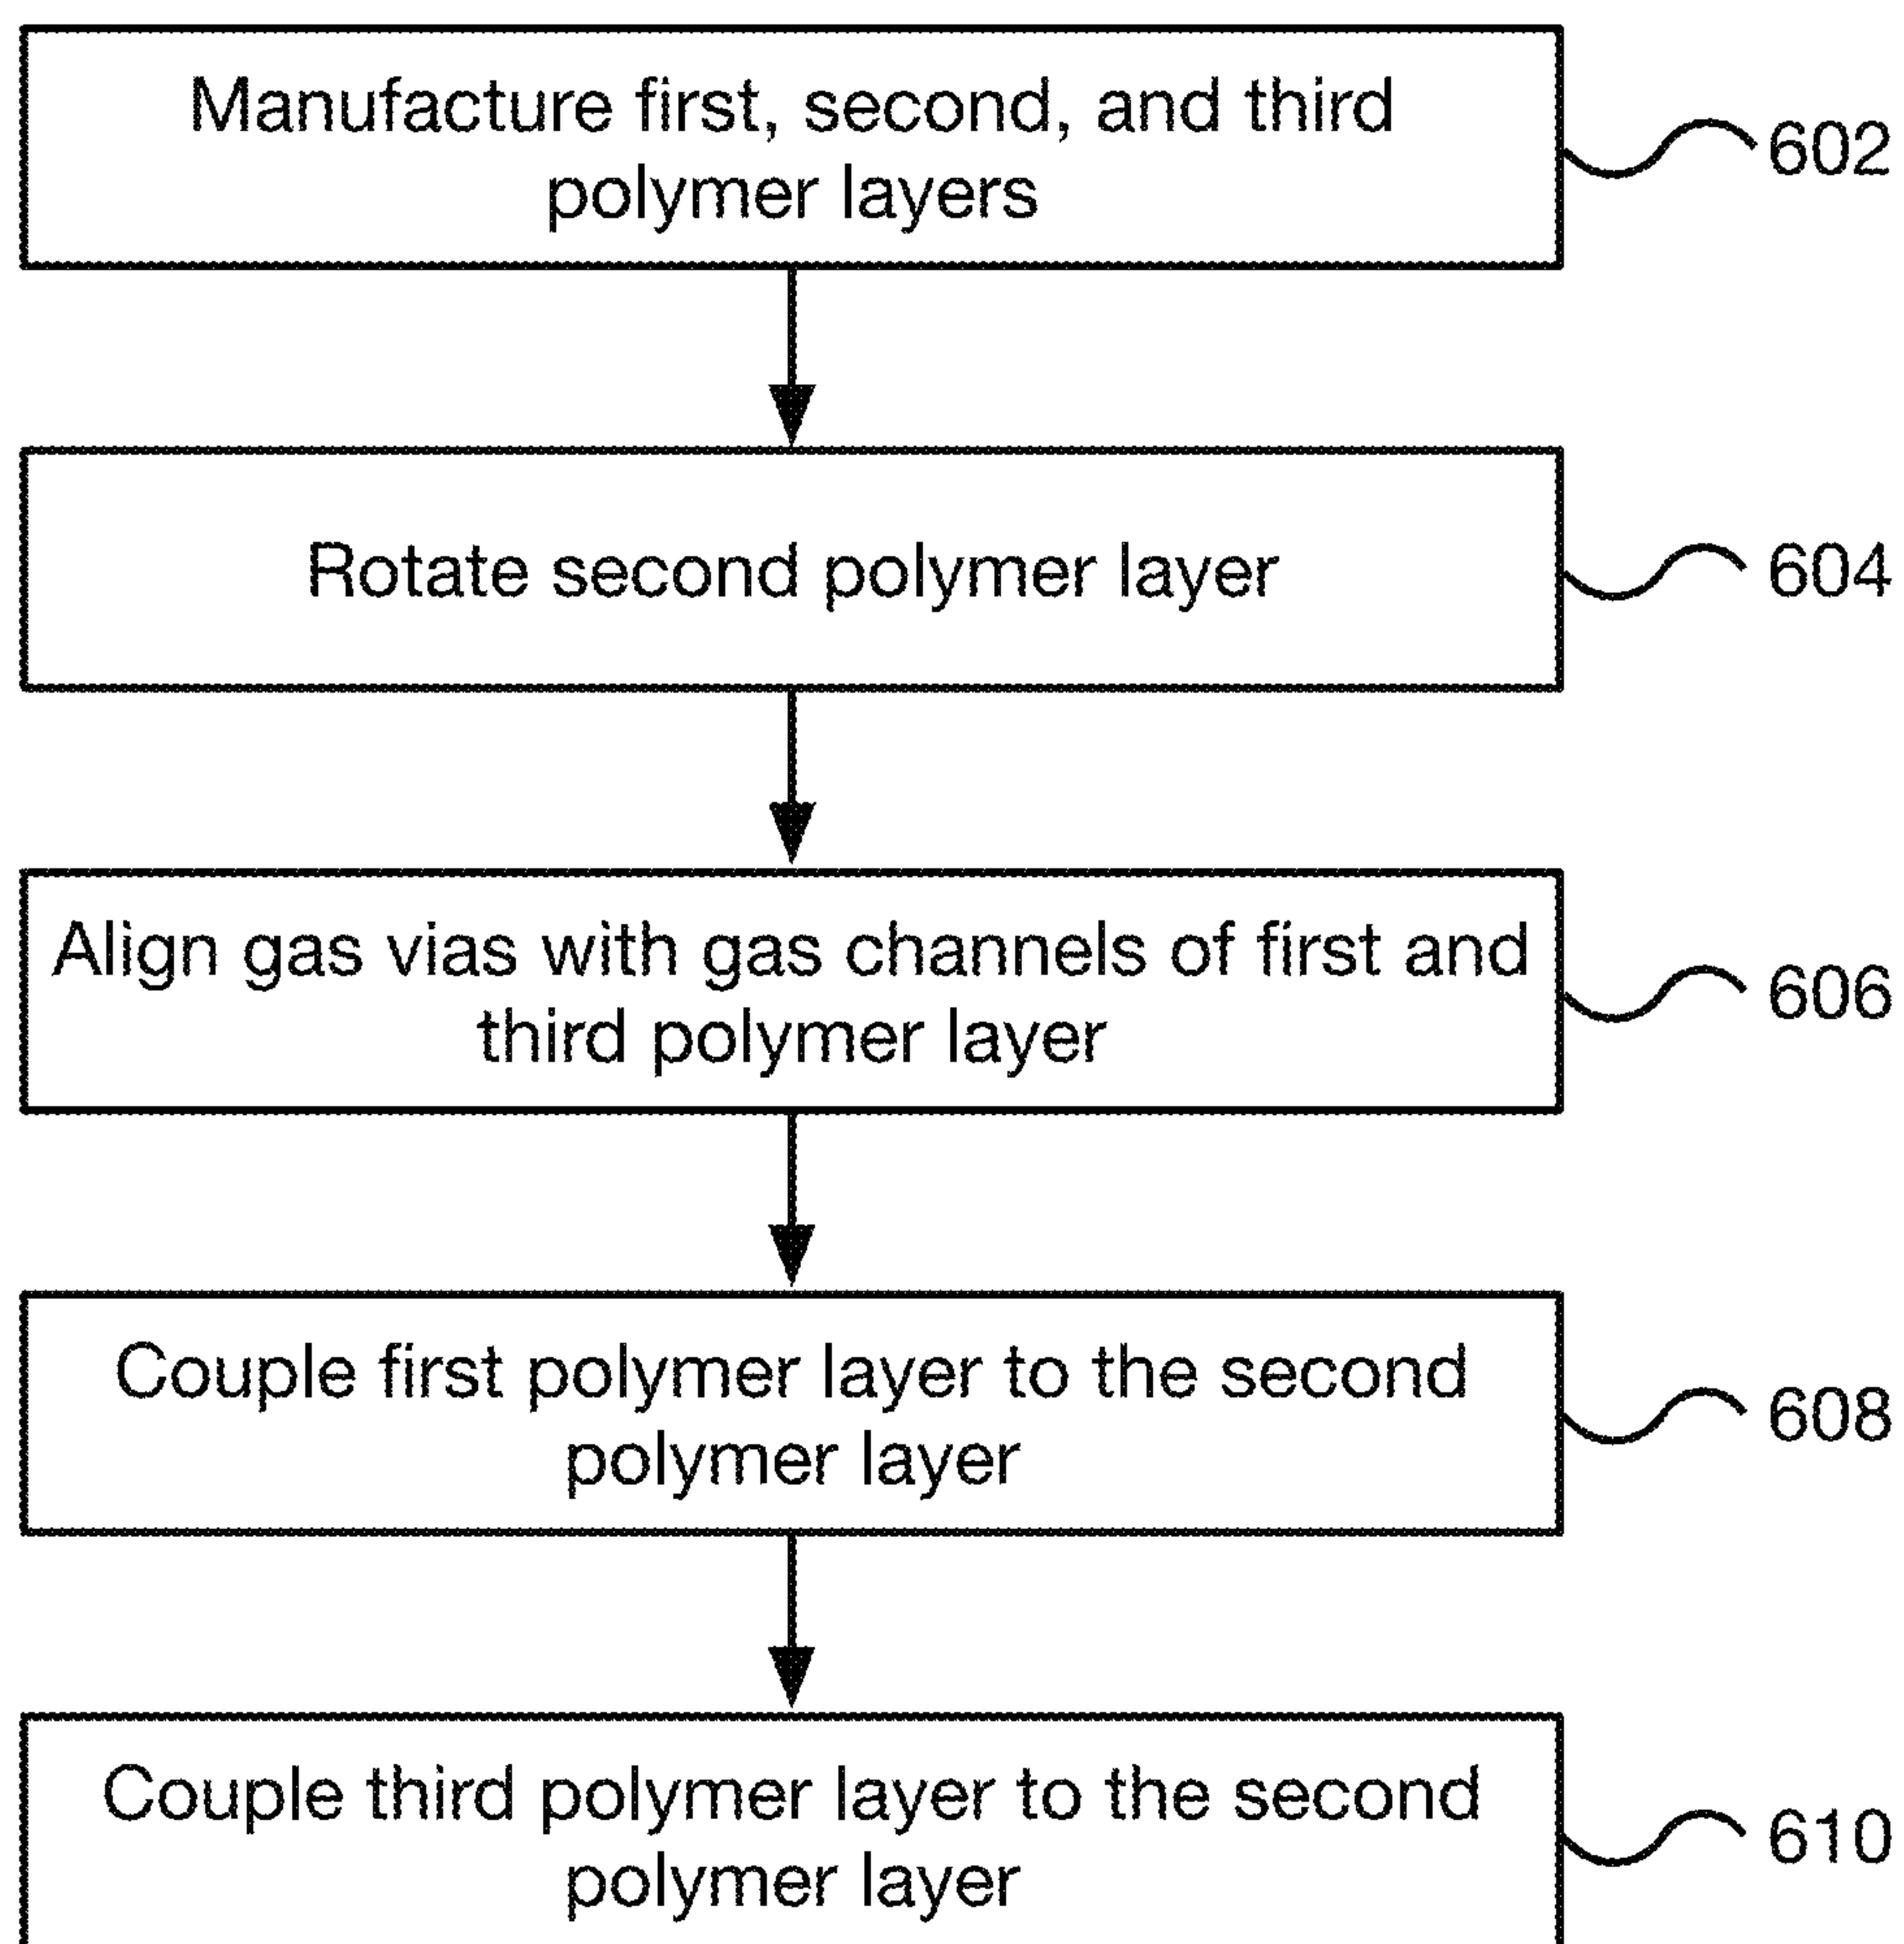 Manufacture first, second, and third
polymer layers
602
Rotate second polymer layer
604
Align gas vias with gas channels of first and
third polymer layer
606
Couple first polymer layer to the second
polymer layer
608
Couple third polymer layer to the second
polymer layer
610